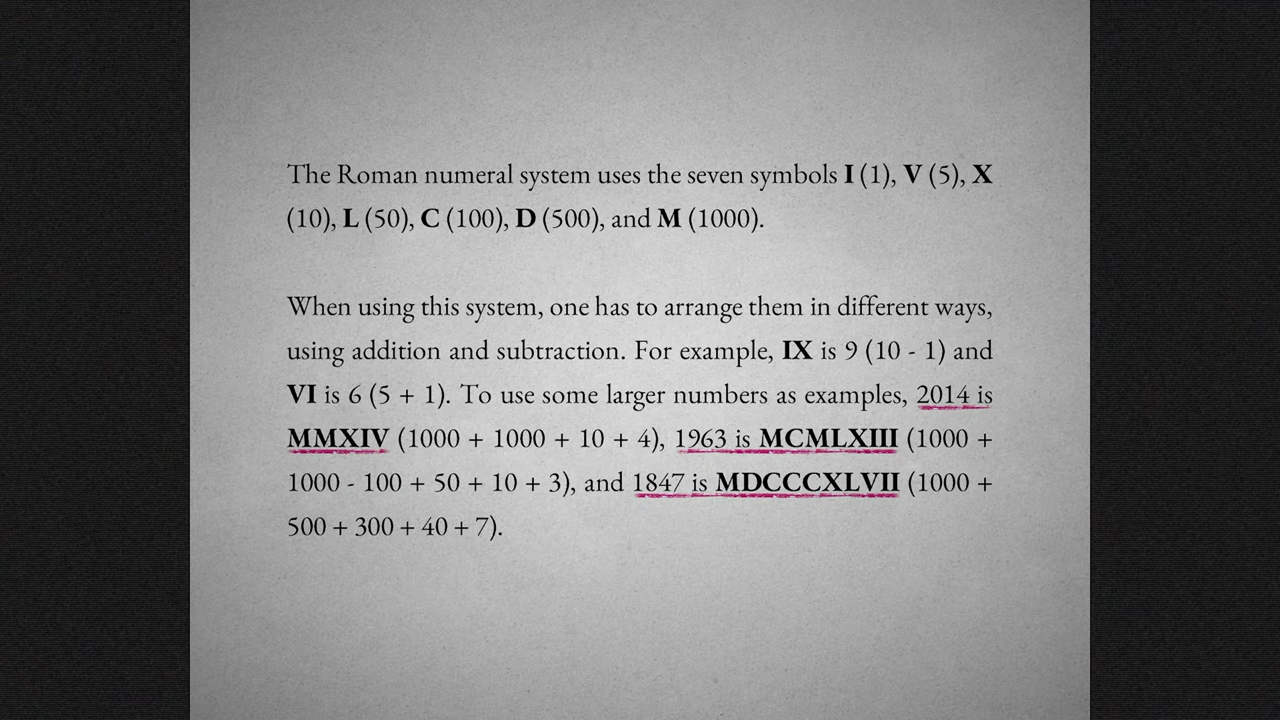 The Roman numeral system uses the seven symbols I (1), V (5), X
(10), L (50), C (100), D (500), and M (1000).
When using this system, one has to arrange them in different ways,
using addition and subtraction. For example, IX is 9 (10 - 1) and
VI is 6 (5 + 1). To use some larger numbers as examples, 2014 is
MMXIV (1000 + 1000 + 10 + 4), 1963 is MCMLXIII (1000 +
1000 - 100 + 50 + 10 + 3), and 1847 is MDCCCXLVII (1000 +
500 + 300 + 40 + 7).